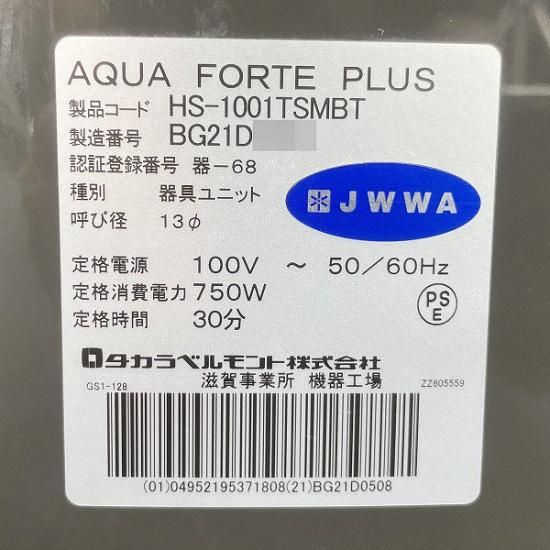 AQUA FORTE PLUS
製品コード HS-1001TSMBT
製造番号 BG21D
認証登録番号 器-68
種別 器具ユニット
呼び径 13φ
JWWA
定格電源 100V ～ 50/60Hz
定格消費電力 750W
定格時間 30分
PS
E
タカラベルモント株式会社
滋賀事業所 機器工場
GS1-128
ZZ605559
(01)04952195371808(21)BG21D0508